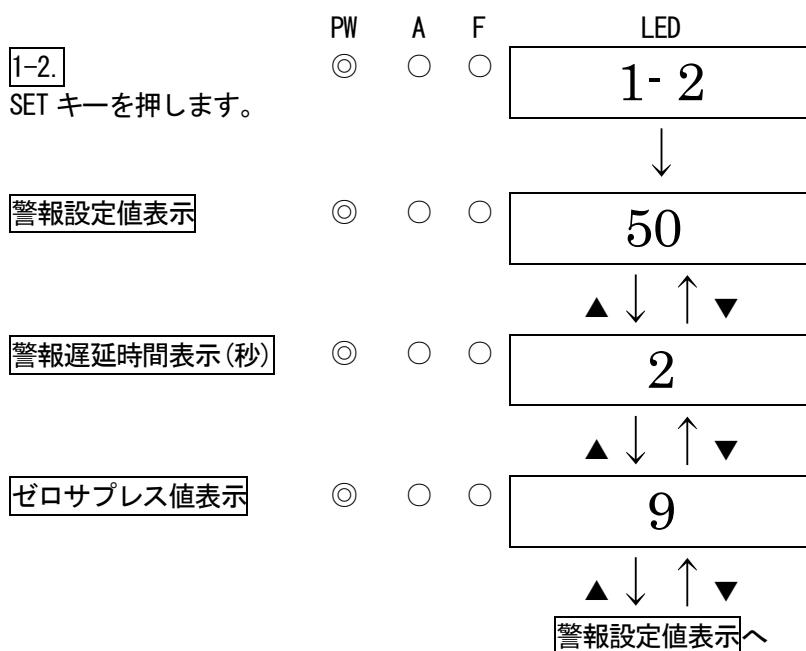 PW A F LED
1-2. ◎ ○ ○ 1- 2
SET キーを押します。
↓
警報設定値表示 ◎ ○ ○ 50
▲ ↓ ↑ ▼
警報遅延時間表示(秒) ◎ ○ ○ 2
▲ ↓ ↑ ▼
ゼロサプレス値表示 ◎ ○ ○ 9
▲ ↓ ↑ ▼
警報設定値表示へ